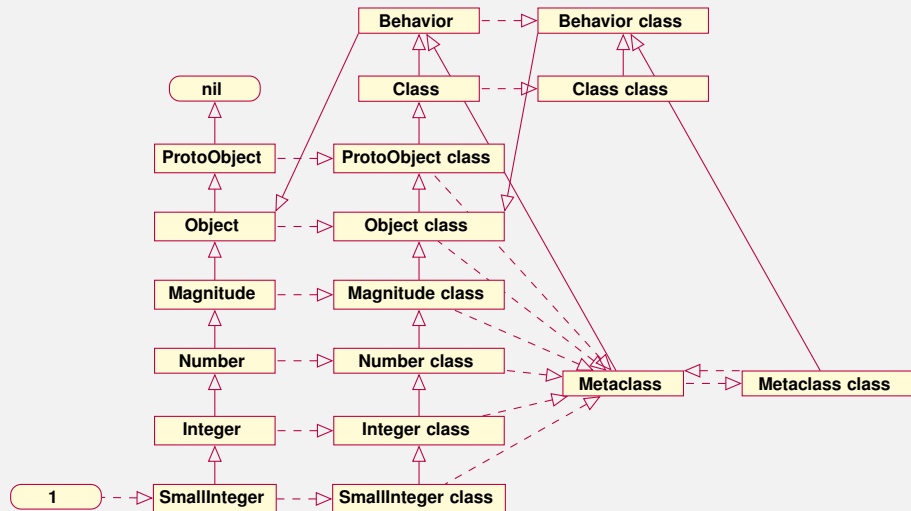 Behavior
Behavior class
nil
Class
Class class
ProtoObject
ProtoObject class
Object
Object class
Magnitude
Magnitude class
Number
Number class
Metaclass
Metaclass class
Integer
Integer class
1
SmallInteger
SmallInteger class